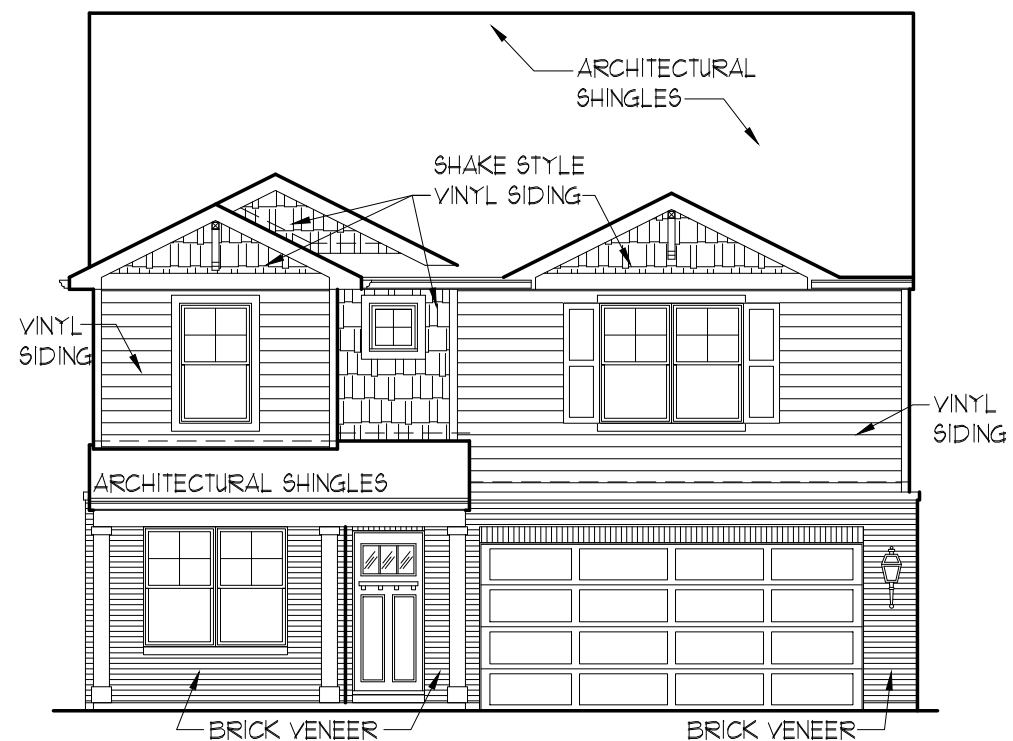 ARCHITECTURAL
SHINGLES
SHAKE STYLE
VINYL SIDING
VINYL
SIDING
VINYL
SIDING
ARCHITECTURAL SHINGLES
BRICK VENEER
BRICK VENEER